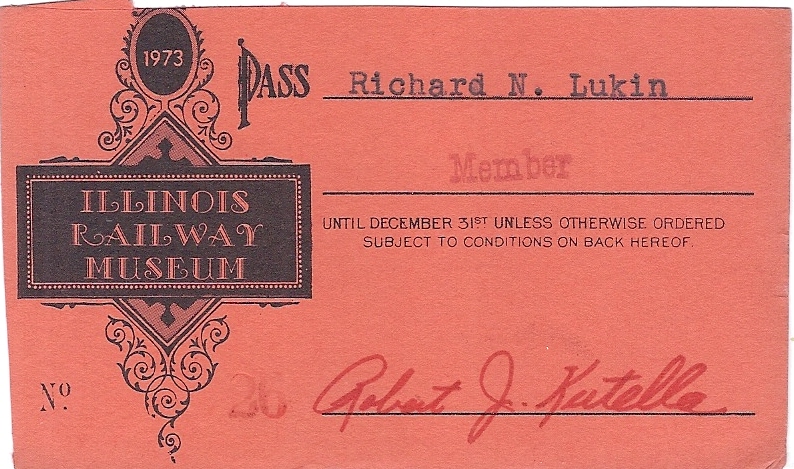 1973
PASS Richard N. Lukin
Member
ILLINOIS
RAILWAY
MUSEUM
UNTIL DECEMBER 31ST UNLESS OTHERWISE ORDERED
SUBJECT TO CONDITIONS ON BACK HEREOF.
Nº 26
Robert J. Kutella